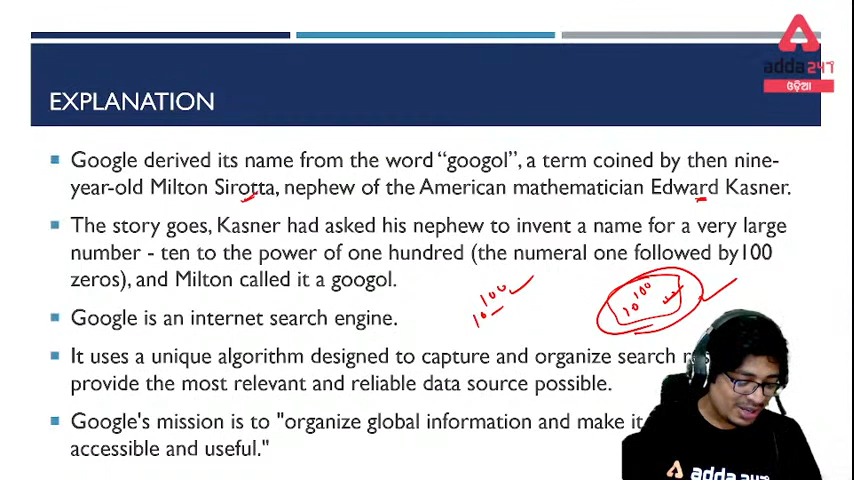 adda247
ଓଡ଼ିଆ
EXPLANATION
Google derived its name from the word “googol”, a term coined by then nine-
year-old Milton Sirotta, nephew of the American mathematician Edward Kasner.
The story goes, Kasner had asked his nephew to invent a name for a very large
number - ten to the power of one hundred (the numeral one followed by100
zeros), and Milton called it a googol.
10^100
10^100
Google is an internet search engine.
It uses a unique algorithm designed to capture and organize search
provide the most relevant and reliable data source possible.
Google's mission is to "organize global information and make it
accessible and useful."
adda247